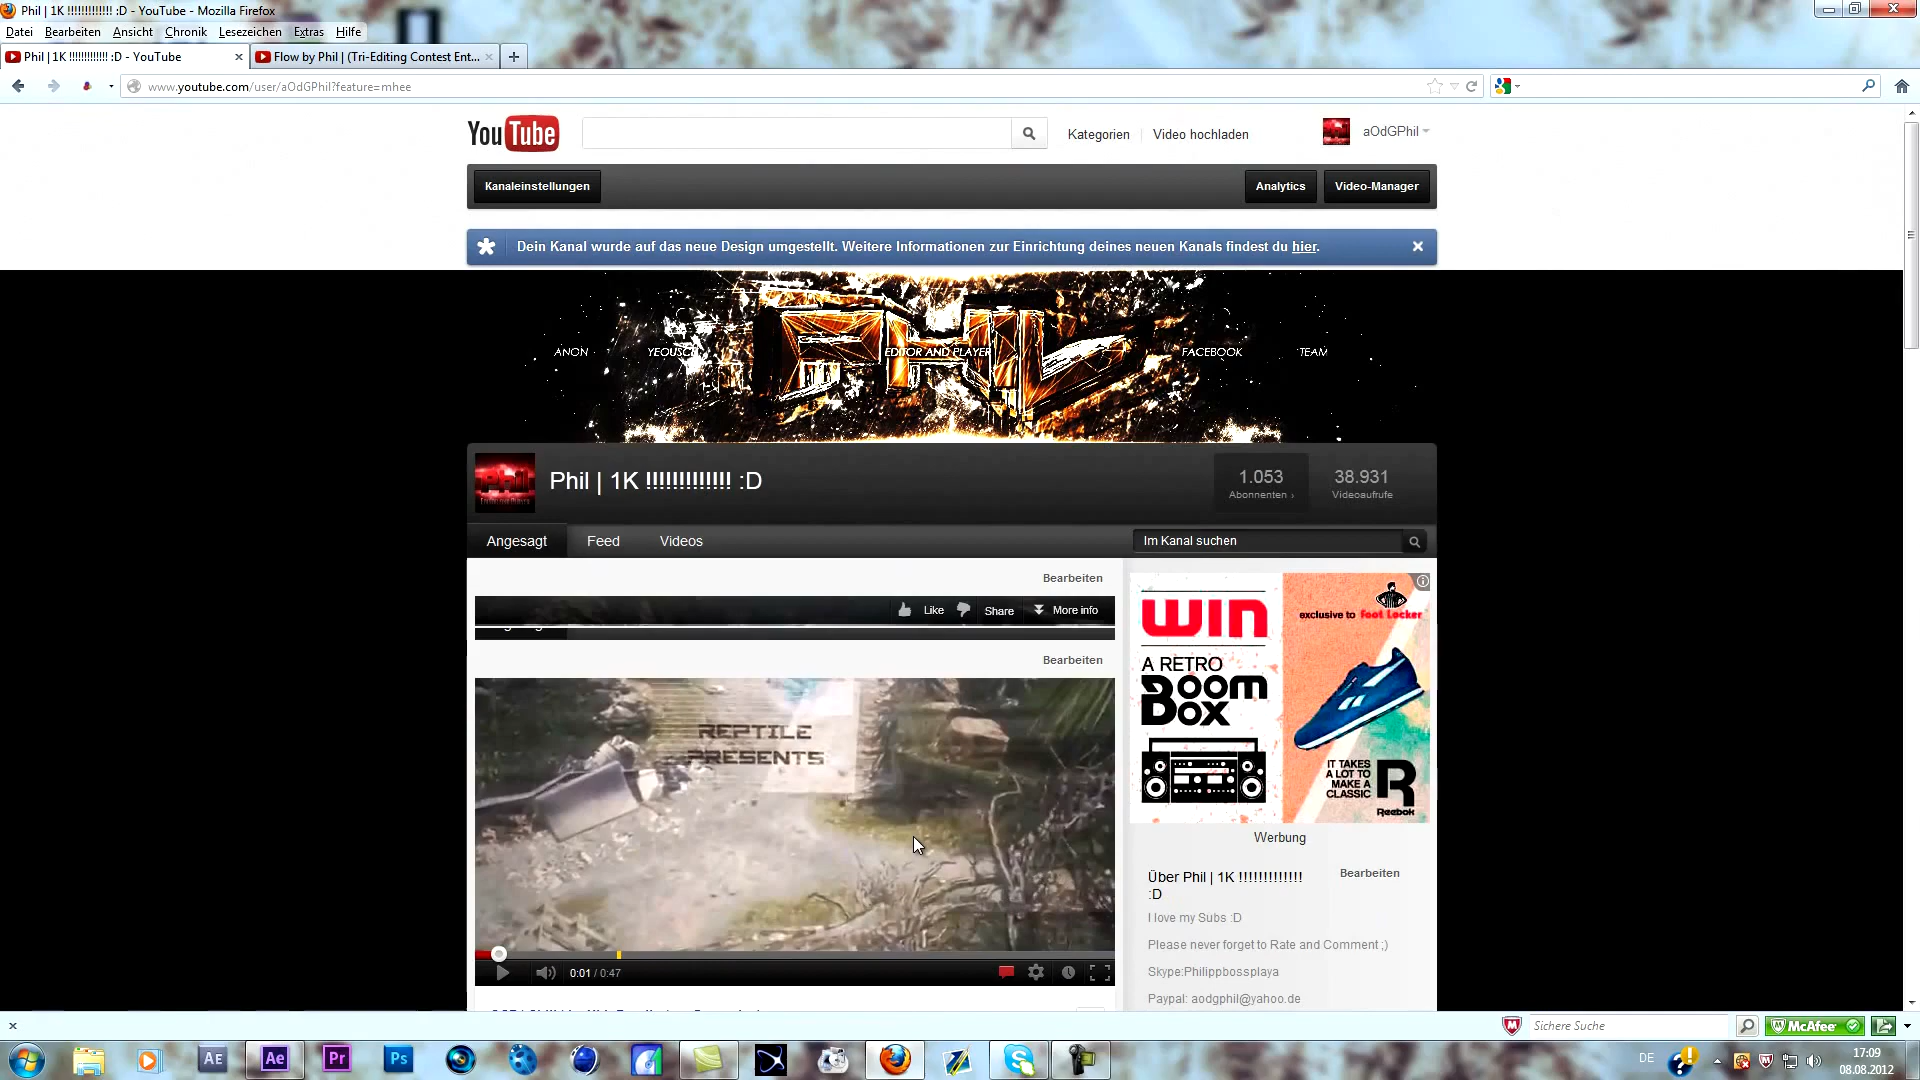 Phil | 1K !!!!!!!!!!!!! :D - YouTube - Mozilla Firefox
Datei Bearbeiten Ansicht Chronik Lesezeichen Extras Hilfe
Phil | 1K !!!!!!!!!!!!! :D - YouTube
Flow by Phil | (Tri-Editing Contest Ent...
www.youtube.com/user/aOdGPhil?feature=mhee
YouTube
Kategorien
Video hochladen
aOdGPhil
Kanaleinstellungen
Analytics
Video-Manager
Dein Kanal wurde auf das neue Design umgestellt. Weitere Informationen zur Einrichtung deines neuen Kanals findest du hier.
ANON
EDITOR AND PLAYER
FACEBOOK
TEAM
Phil | 1K !!!!!!!!!!!!! :D
1.053
Abonnenten ›
38.931
Videoaufrufe
Angesagt
Feed
Videos
Im Kanal suchen
Bearbeiten
Like
Share
More info
Bearbeiten
REPTILE
PRESENTS
0:01 / 0:47
WIN
A RETRO
BOOM
BOX
exclusive to Foot Locker
IT TAKES
A LOT TO
MAKE A
CLASSIC
R
Reebok
Werbung
Über Phil | 1K !!!!!!!!!!!!!
:D
Bearbeiten
I love my Subs :D
Please never forget to Rate and Comment ;)
Skype:Philippbossplaya
Paypal: aodgphil@yahoo.de
Sichere Suche
McAfee
AE
Ae
Pr
Ps
DE
17:09
08.08.2012